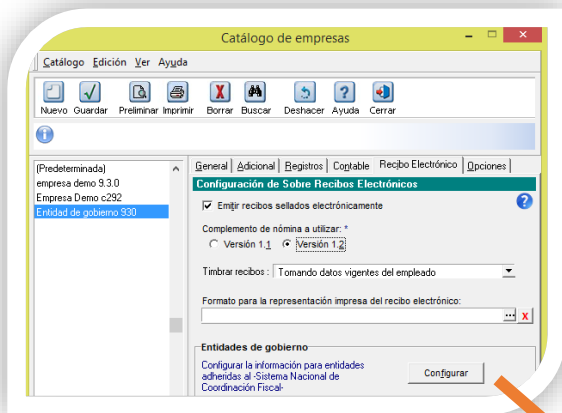 Catálogo de empresas
Catálogo Edición Ver Ayuda
Nuevo Guardar Preliminar Imprimir Borrar Buscar Deshacer Ayuda Cerrar
(Predeterminada)
empresa demo 9.3.0
Empresa Demo c292
Entidad de gobierno 930
General Adicional Registros Contable Recibo Electrónico Opciones
Configuración de Sobre Recibos Electrónicos
Emitir recibos sellados electrónicamente
Complemento de nómina a utilizar: *
Versión 1.1 Versión 1.2
Timbrar recibos : Tomando datos vigentes del empleado
Formato para la representación impresa del recibo electrónico:
... x
Entidades de gobierno
Configurar la información para entidades
adheridas al -Sistema Nacional de
Coordinación Fiscal-
Configurar